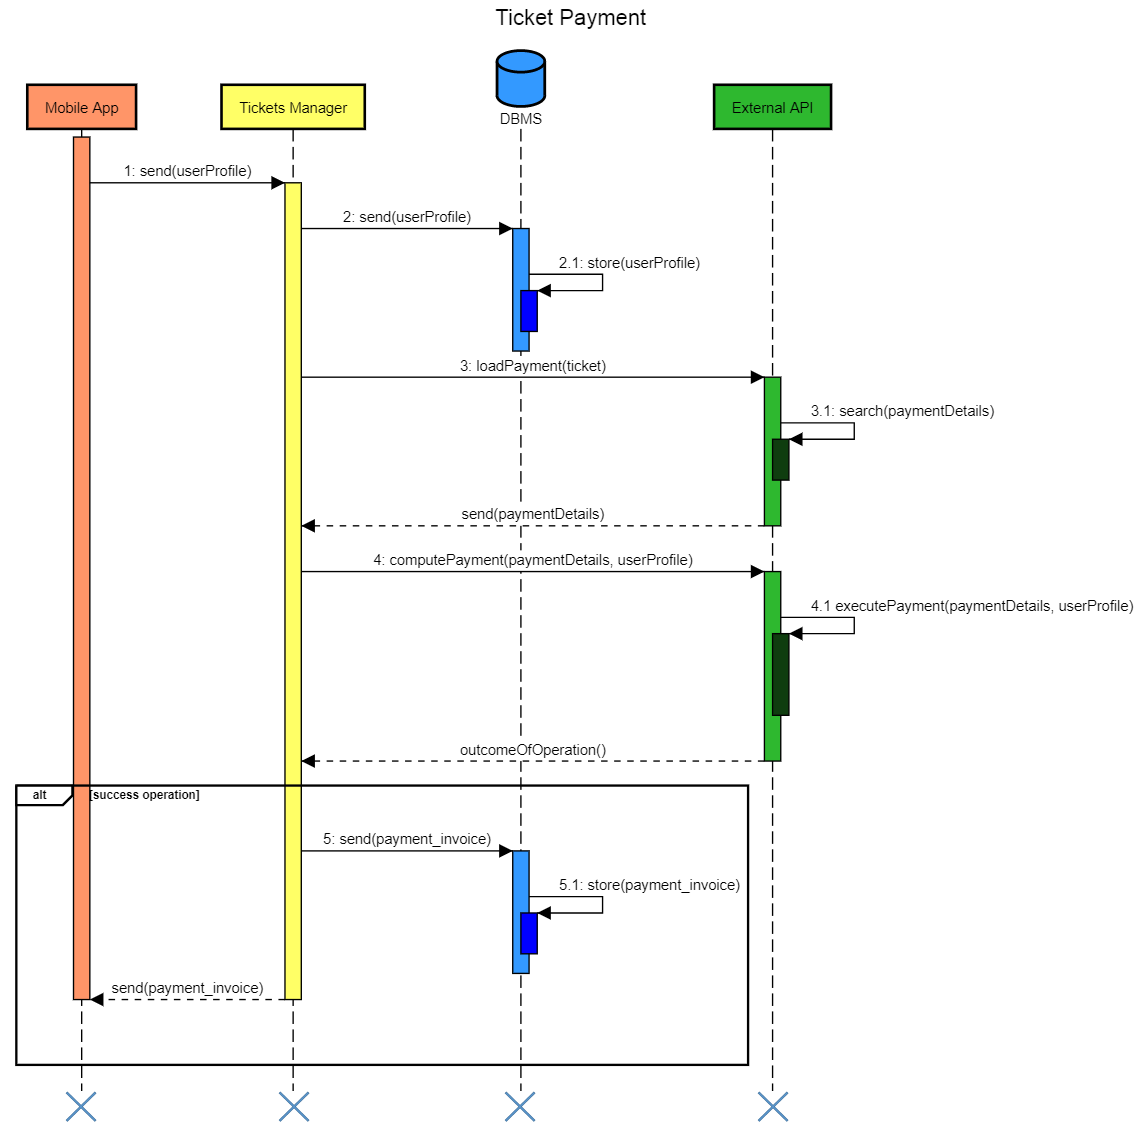 Ticket Payment
Mobile App
Tickets Manager
DBMS
External API
1: send(userProfile)
2: send(userProfile)
2.1: store(userProfile)
3: loadPayment(ticket)
3.1: search(paymentDetails)
send(paymentDetails)
4: computePayment(paymentDetails, userProfile)
4.1 executePayment(paymentDetails, userProfile)
outcomeOfOperation()
alt
[success operation]
5: send(payment_invoice)
5.1: store(payment_invoice)
send(payment_invoice)